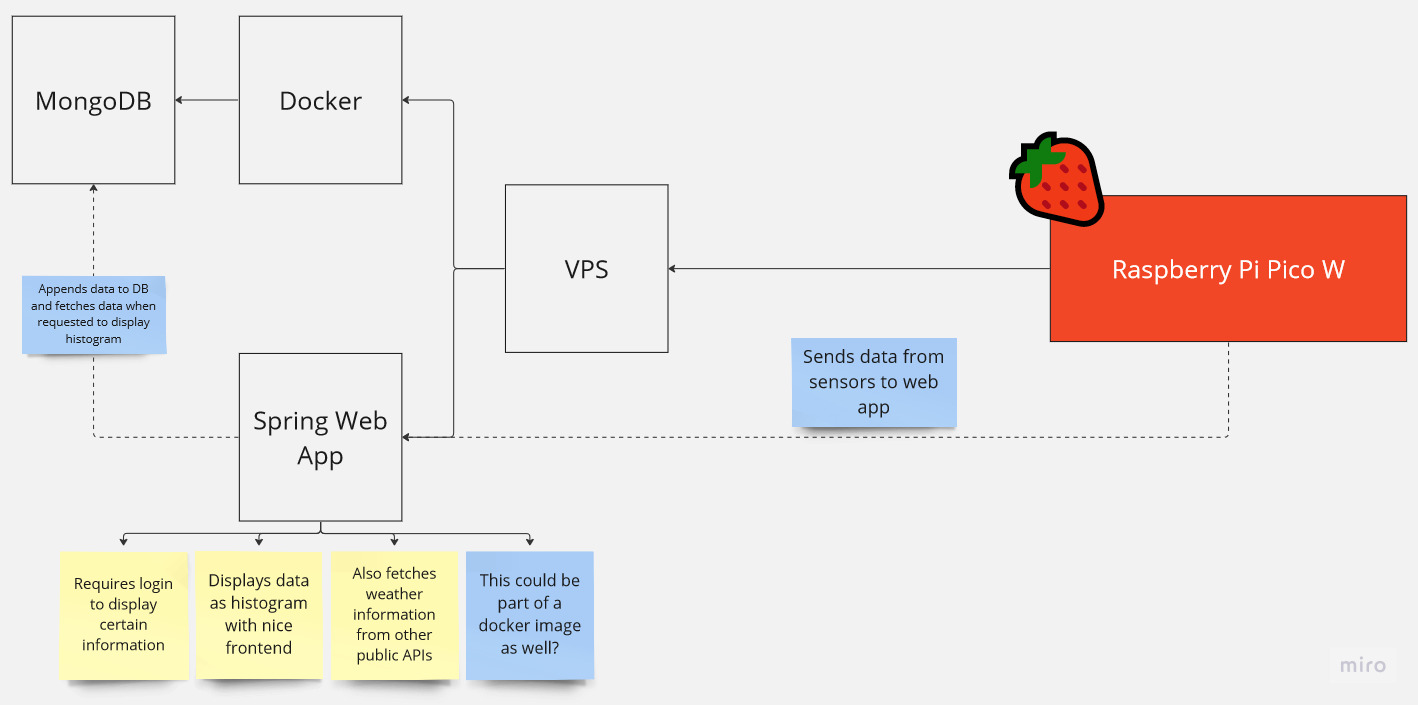 MongoDB
Docker
VPS
Raspberry Pi Pico W
Appends data to DB
and fetches data when
requested to display
histogram
Sends data from
sensors to web
app
Spring Web
App
Requires login
to display
certain
information
Displays data
as histogram
with nice
frontend
Also fetches
weather
information
from other
public APIs
This could be
part of a
docker image
as well?
miro